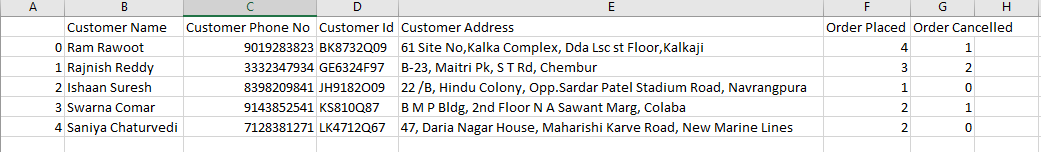 A B C D E F G H
Customer Name Customer Phone No Customer Id Customer Address Order Placed Order Cancelled
0 Ram Rawoot 9019283823 BK8732Q09 61 Site No,Kalka Complex, Dda Lsc st Floor,Kalkaji 4 1
1 Rajnish Reddy 3332347934 GE6324F97 B-23, Maitri Pk, S T Rd, Chembur 3 2
2 Ishaan Suresh 8398209841 JH9182O09 22 /B, Hindu Colony, Opp.Sardar Patel Stadium Road, Navrangpura 1 0
3 Swarna Comar 9143852541 KS810Q87 B M P Bldg, 2nd Floor N A Sawant Marg, Colaba 2 1
4 Saniya Chaturvedi 7128381271 LK4712Q67 47, Daria Nagar House, Maharishi Karve Road, New Marine Lines 2 0